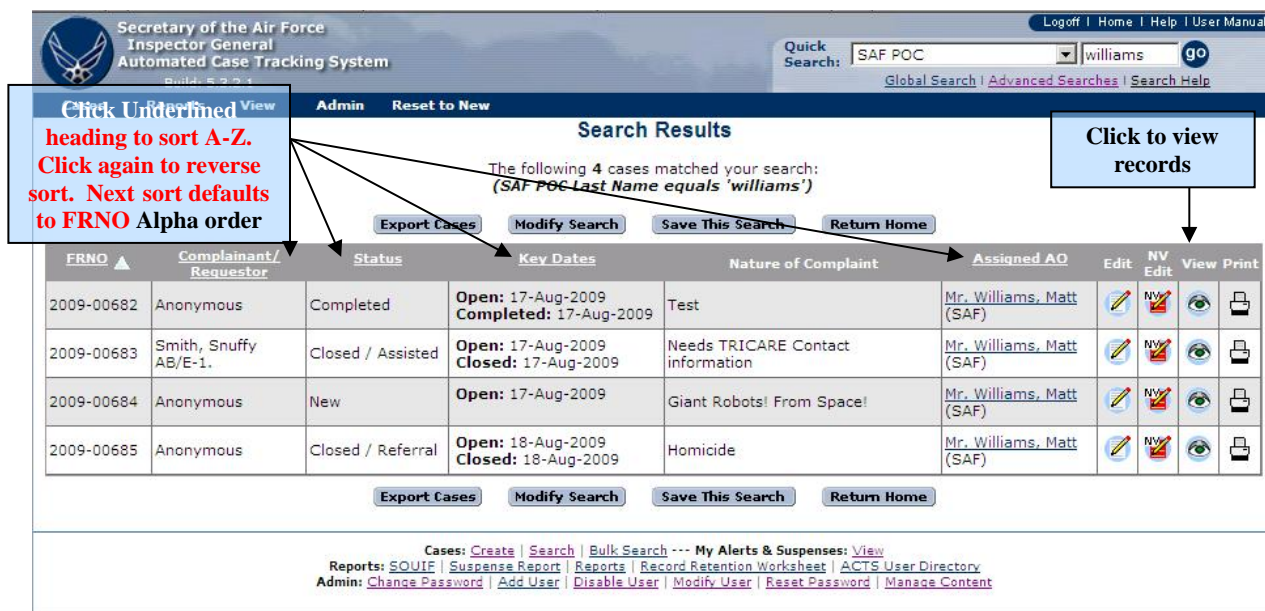 Logoff | Home | Help | User Manual
Secretary of the Air Force
Inspector General
Automated Case Tracking System
Build: 5.3.2.1
Quick Search: SAF POC williams go
Global Search | Advanced Searches | Search Help
Cases Reports View Admin Reset to New
Click Underlined
heading to sort A-Z.
Click again to reverse
sort. Next sort defaults
to FRNO Alpha order
Click to view
records
Search Results
The following 4 cases matched your search:
(SAF POC Last Name equals 'williams')
Export Cases Modify Search Save This Search Return Home
FRNO Complaint/ Requestor Status Key Dates Nature of Complaint Assigned AO Edit NV Edit View Print
2009-00682 Anonymous Completed Open: 17-Aug-2009 Test Mr. Williams, Matt
Completed: 17-Aug-2009 (SAF)
2009-00683 Smith, Snuffy Closed / Assisted Open: 17-Aug-2009 Needs TRICARE Contact Mr. Williams, Matt
AB/E-1. Closed: 17-Aug-2009 information (SAF)
2009-00684 Anonymous New Open: 17-Aug-2009 Giant Robots! From Space! Mr. Williams, Matt
(SAF)
2009-00685 Anonymous Closed / Referral Open: 18-Aug-2009 Homicide Mr. Williams, Matt
Closed: 18-Aug-2009 (SAF)
Export Cases Modify Search Save This Search Return Home
Cases: Create | Search | Bulk Search --- My Alerts & Suspenses: View
Reports: SOUIF | Suspense Report | Reports | Record Retention Worksheet | ACTS User Directory
Admin: Change Password | Add User | Disable User | Modify User | Reset Password | Manage Content